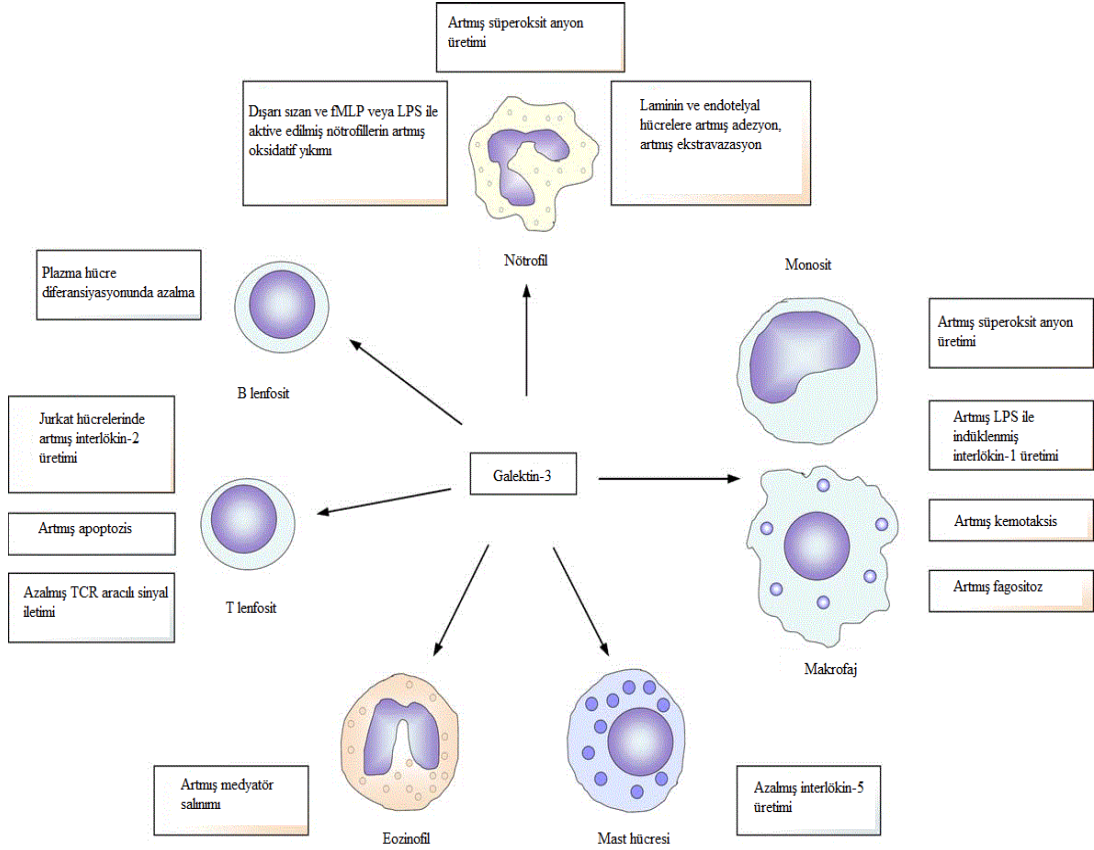 Artmış süperoksit anyon
üretimi
Dışarı sızan ve fMLP veya LPS ile
aktive edilmiş nötrofillerin artmış
oksidatif yıkımı
Laminin ve endotelyal
hücrelere artmış adezyon,
artmış ekstravazasyon
Nötrofil
Monosit
Plazma hücre
diferansiyasyonunda azalma
Artmış süperoksit anyon
üretimi
B lenfosit
Jurkat hücrelerinde
artmış interlökin-2
üretimi
Artmış LPS ile
indüklenmiş
interlökin-1 üretimi
Galektin-3
Artmış apoptozis
Artmış kemotaksis
Azalmış TCR aracılı sinyal
iletimi
T lenfosit
Artmış fagositoz
Makrofaj
Artmış medyatör
salınımı
Eozinofil
Mast hücresi
Azalmış interlökin-5
üretimi